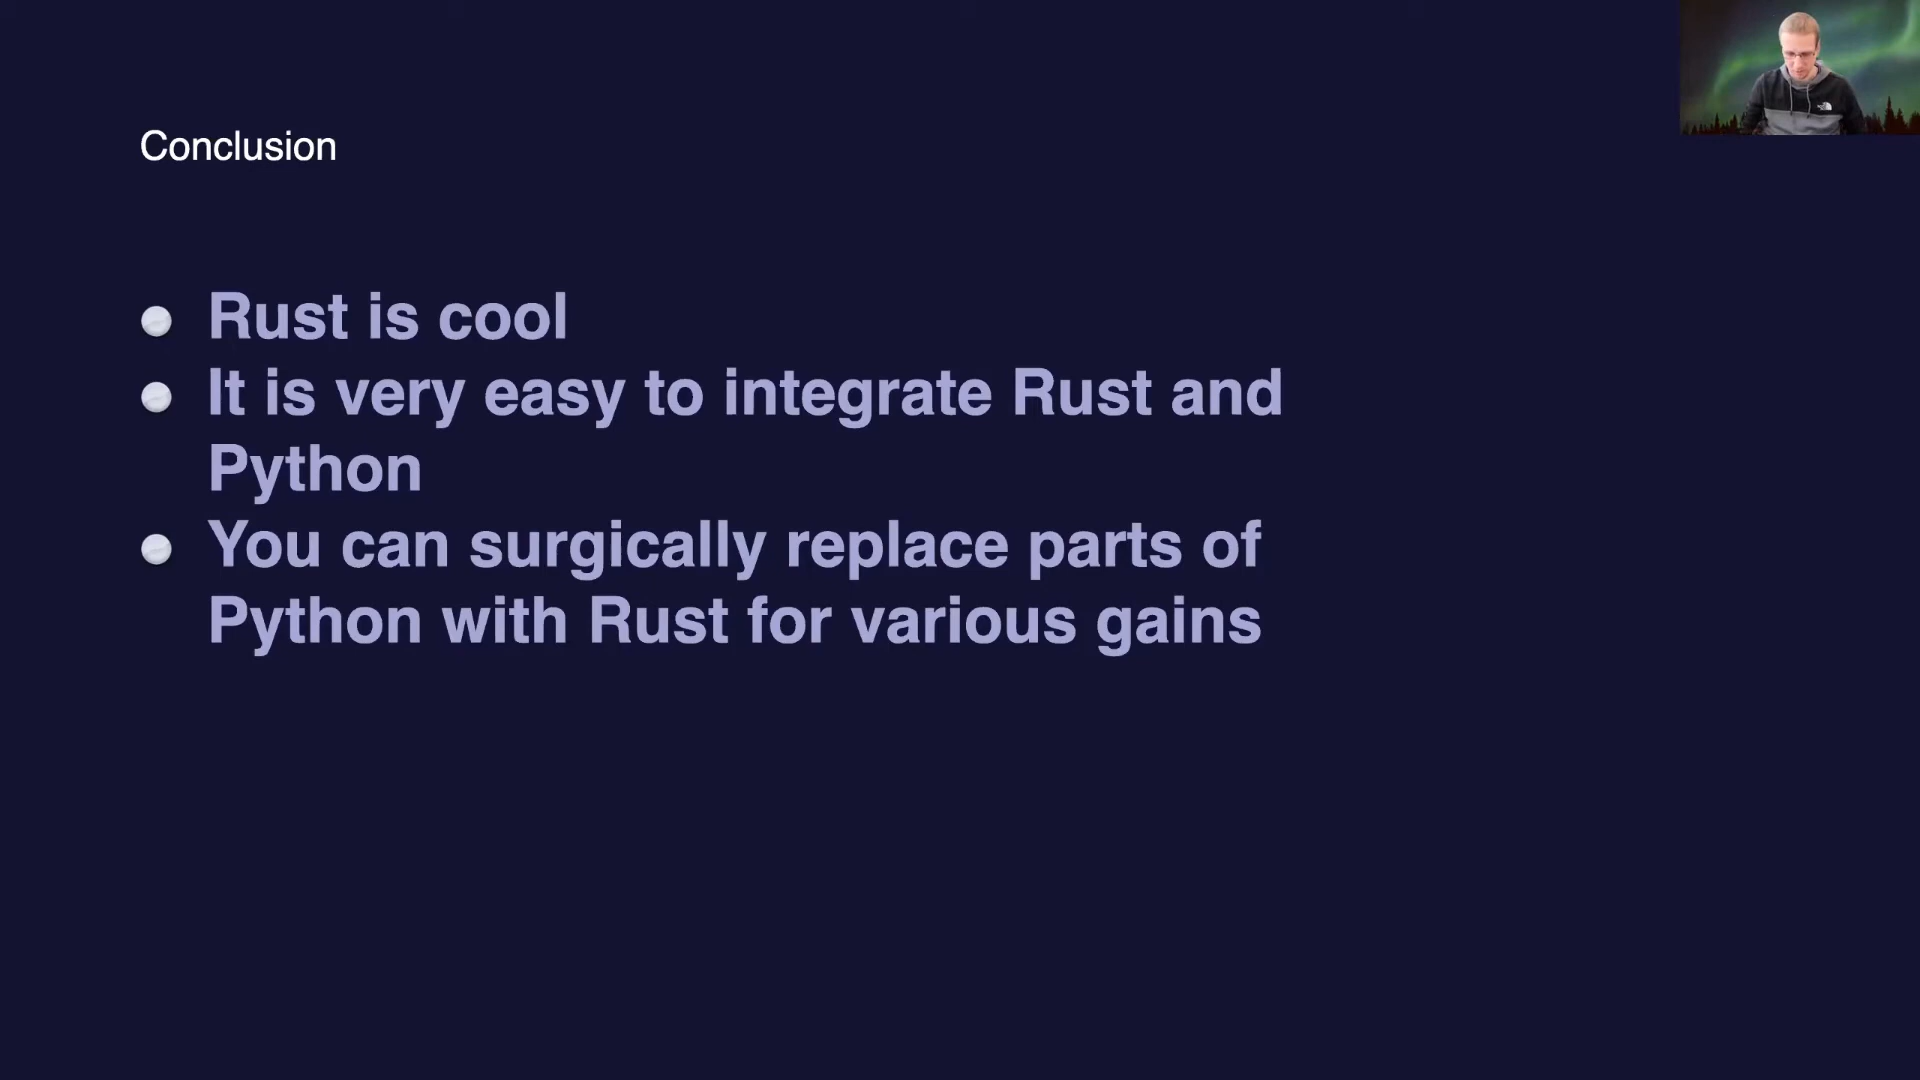 Conclusion
Rust is cool
It is very easy to integrate Rust and
Python
You can surgically replace parts of
Python with Rust for various gains